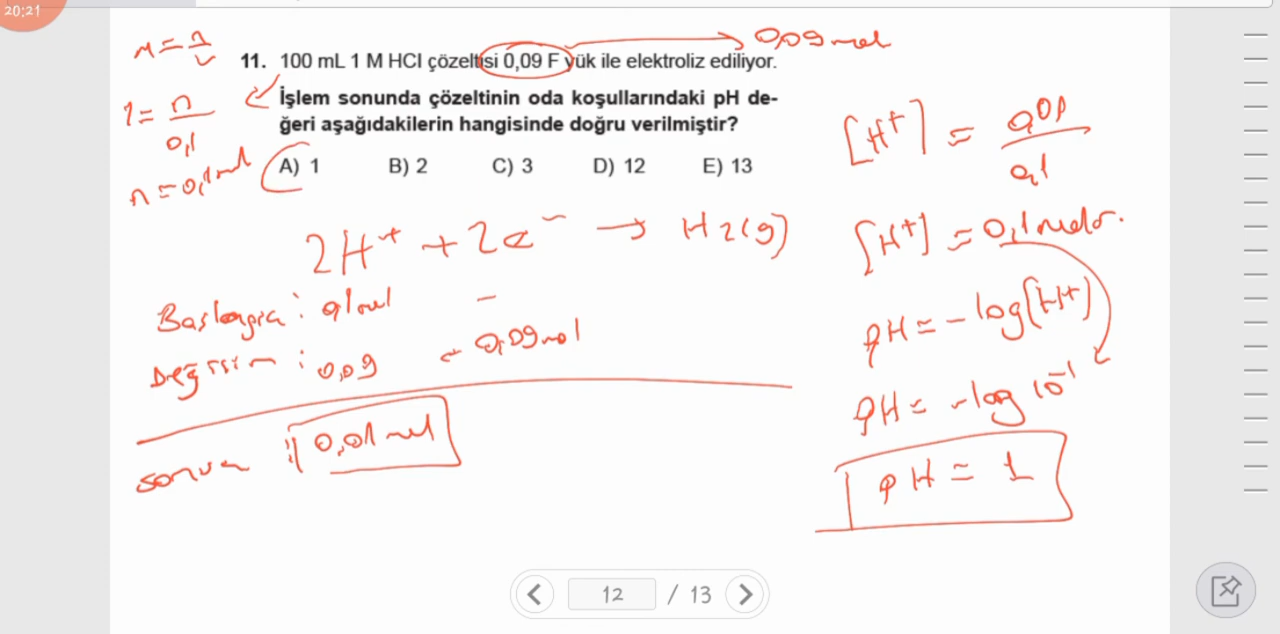 20:21
M = n/v
0,09 mol
11. 100 mL 1 M HCl çözeltisi 0,09 F yük ile elektroliz ediliyor.
1 = n/0,1
İşlem sonunda çözeltinin oda koşullarındaki pH de-
ğeri aşağıdakilerin hangisinde doğru verilmiştir?
n = 0,1 mol
A) 1 B) 2 C) 3 D) 12 E) 13
2H+ + 2e− → H2(g)
Başlangıç : 0,1 mol −
Değişim : 0,09 − 0,09 mol
sonra : 0,01 mol
[H+] = 0,01/0,1
[H+] = 0,1 molar.
pH = −log[H+]
pH = −log 10−1
pH = 1
12 / 13